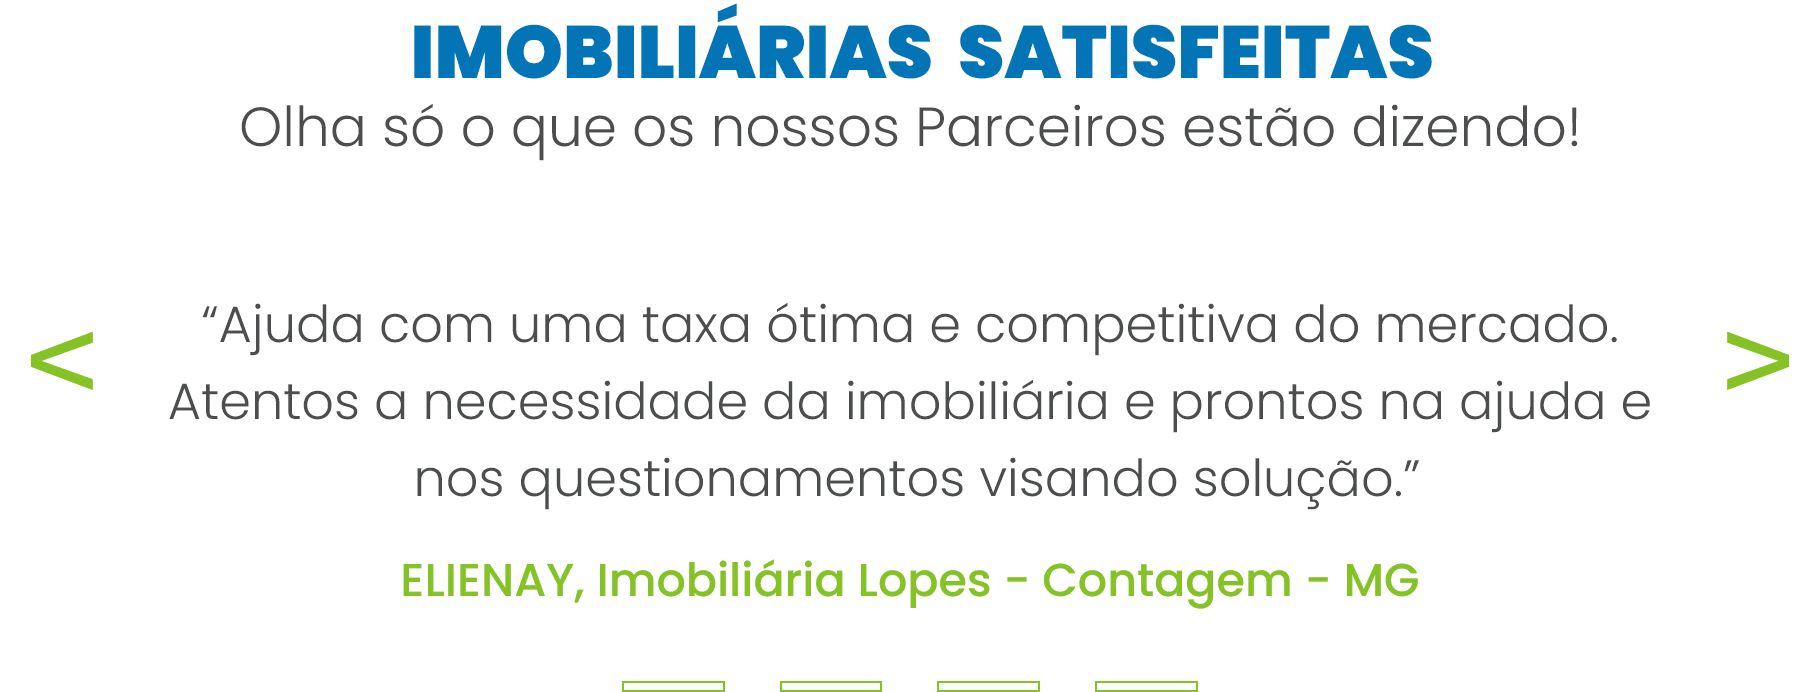 IMOBILIÁRIAS SATISFEITAS
Olha só o que os nossos Parceiros estão dizendo!
“Ajuda com uma taxa ótima e competitiva do mercado.
Atentos a necessidade da imobiliária e prontos na ajuda e
nos questionamentos visando solução.”
< >
ELIENAY, Imobiliária Lopes - Contagem - MG